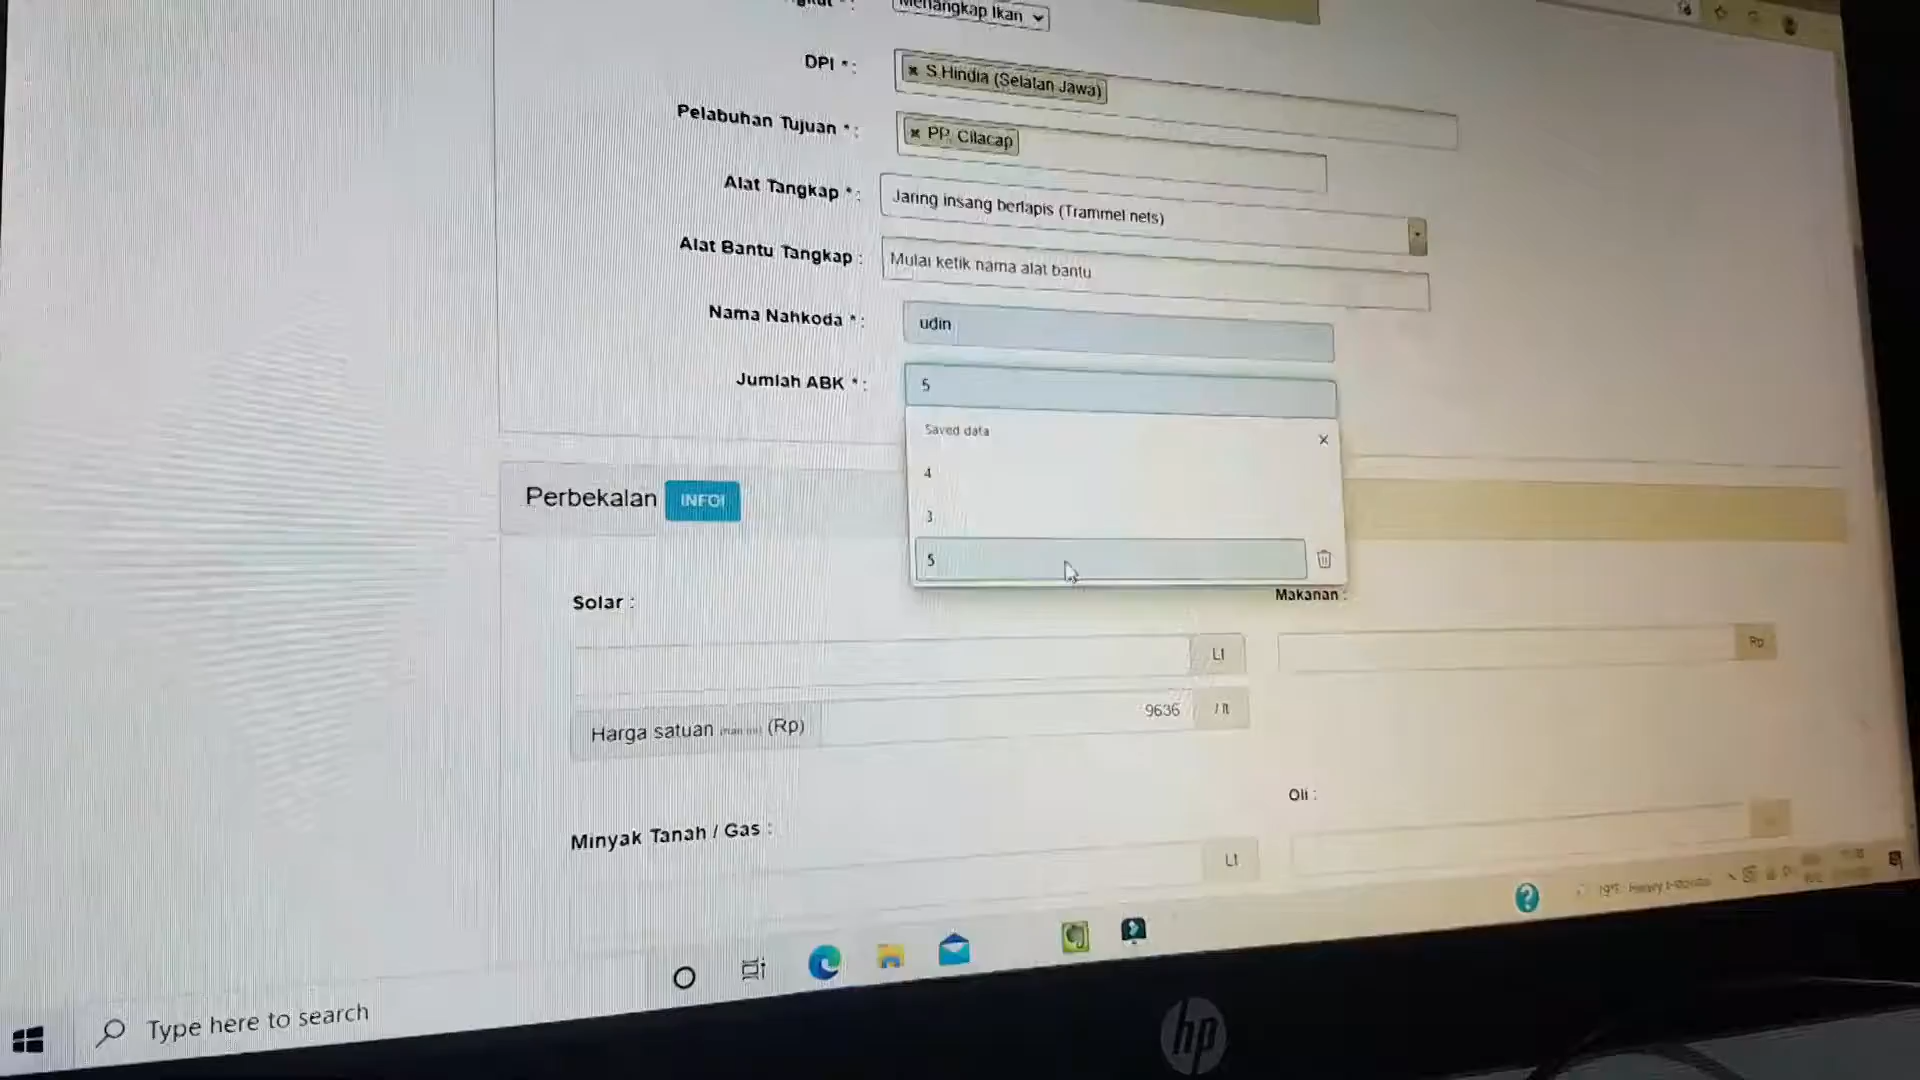 Menangkap Ikan
DPI * :
× S.Hindia (Selatan Jawa)
Pelabuhan Tujuan * :
× PP. Cilacap
Alat Tangkap * :
Jaring insang berlapis (Trammel nets)
Alat Bantu Tangkap :
Mulai ketik nama alat bantu
Nama Nahkoda * :
udin
Jumlah ABK * :
5
Saved data
4
3
5
Perbekalan
INFO!
Solar :
Lt
Makanan :
Rp
Harga satuan
(Rp)
9636
/ lt
Minyak Tanah / Gas :
Lt
Oli :
Type here to search
hp